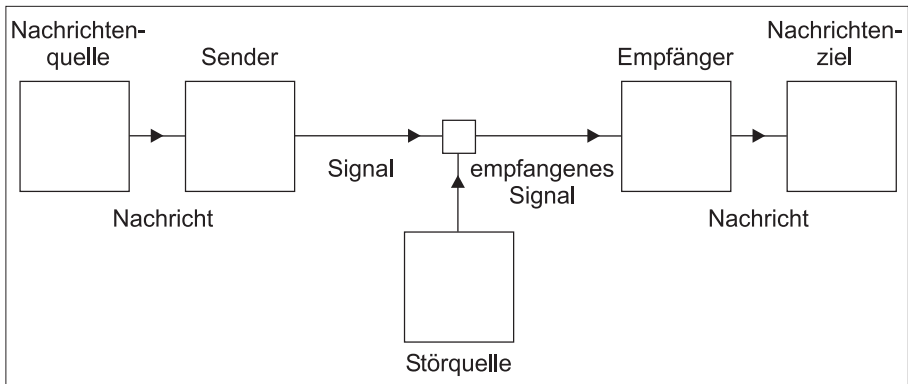 Nachrichten-
quelle
Sender
Empfänger
Nachrichten-
ziel
Signal
empfangenes
Signal
Nachricht
Nachricht
Störquelle